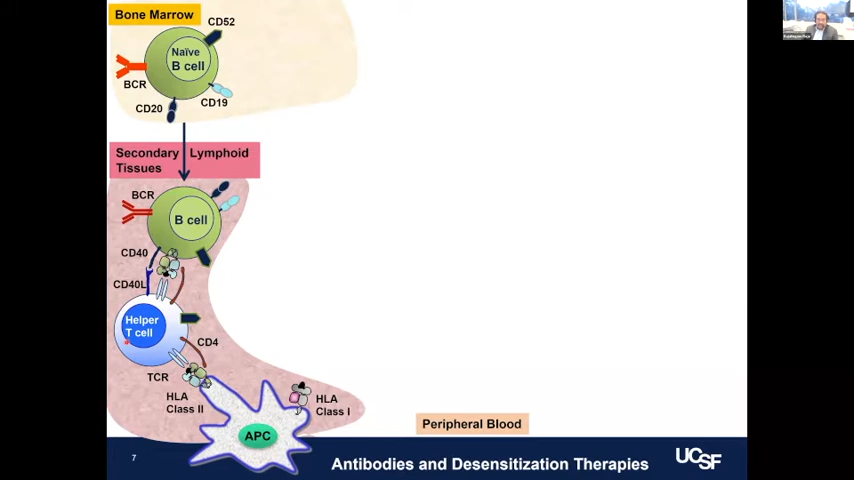 Bone Marrow
CD52
Naïve
B cell
BCR
CD20
CD19
Secondary Lymphoid
Tissues
BCR
B cell
CD40
CD40L
Helper
T cell
CD4
TCR
HLA
Class II
HLA
Class I
APC
Peripheral Blood
7
Antibodies and Desensitization Therapies
UCSF